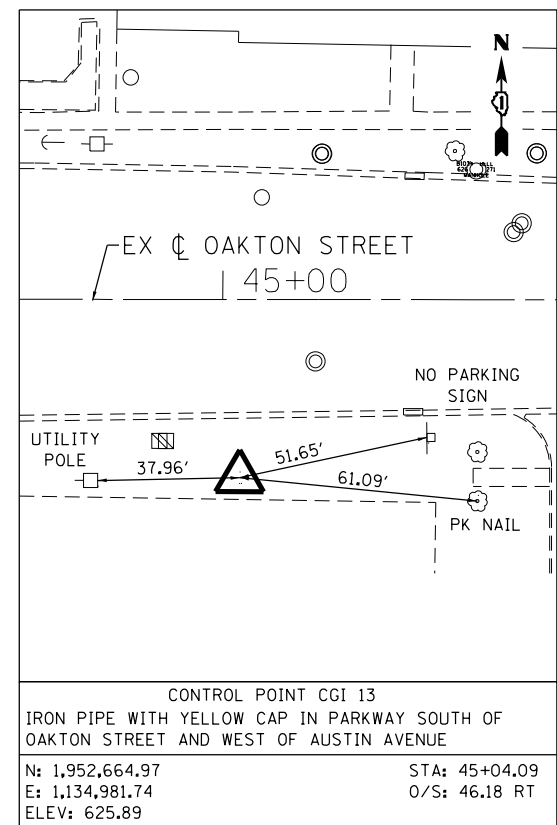 N
EX ℄ OAKTON STREET
45+00
NO PARKING
SIGN
UTILITY
POLE
37.96'
51.65'
61.09'
PK NAIL
CONTROL POINT CGI 13
IRON PIPE WITH YELLOW CAP IN PARKWAY SOUTH OF
OAKTON STREET AND WEST OF AUSTIN AVENUE
N: 1,952,664.97
STA: 45+04.09
E: 1,134,981.74
O/S: 46.18 RT
ELEV: 625.89